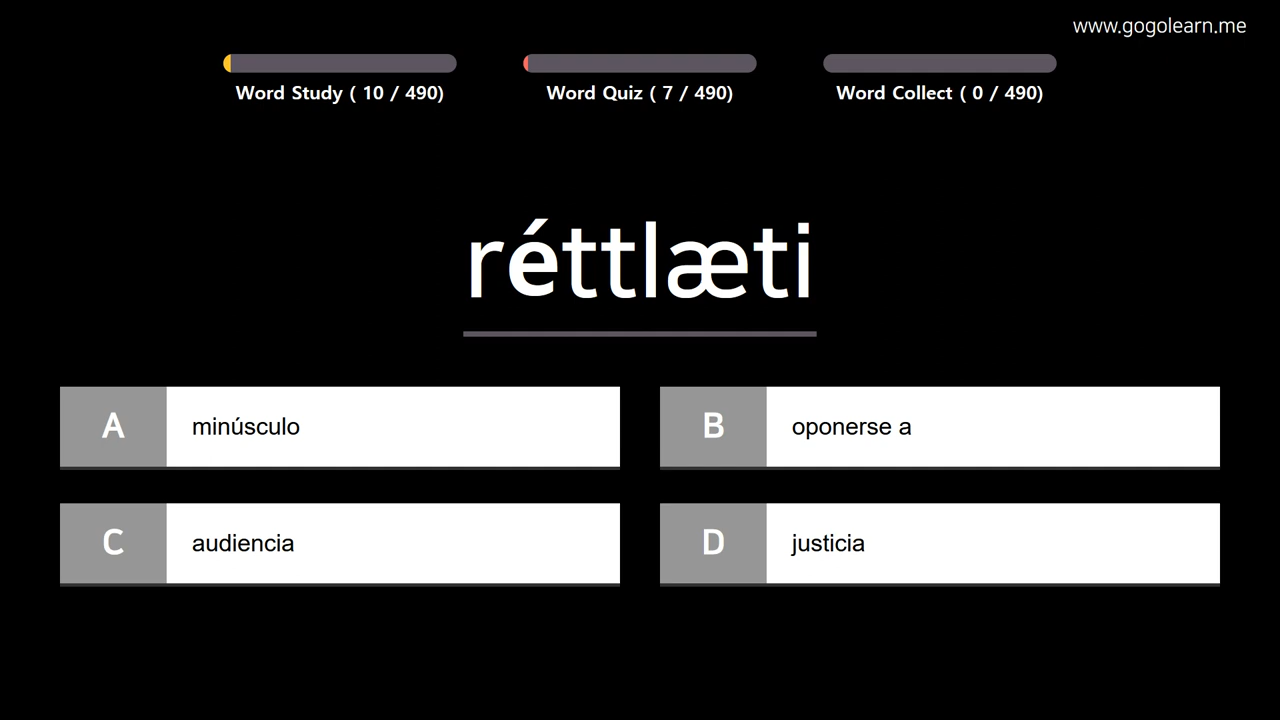 www.gogolearn.me
Word Study ( 10 / 490)
Word Quiz ( 7 / 490)
Word Collect ( 0 / 490)
réttlæti
A minúsculo
B oponerse a
C audiencia
D justicia